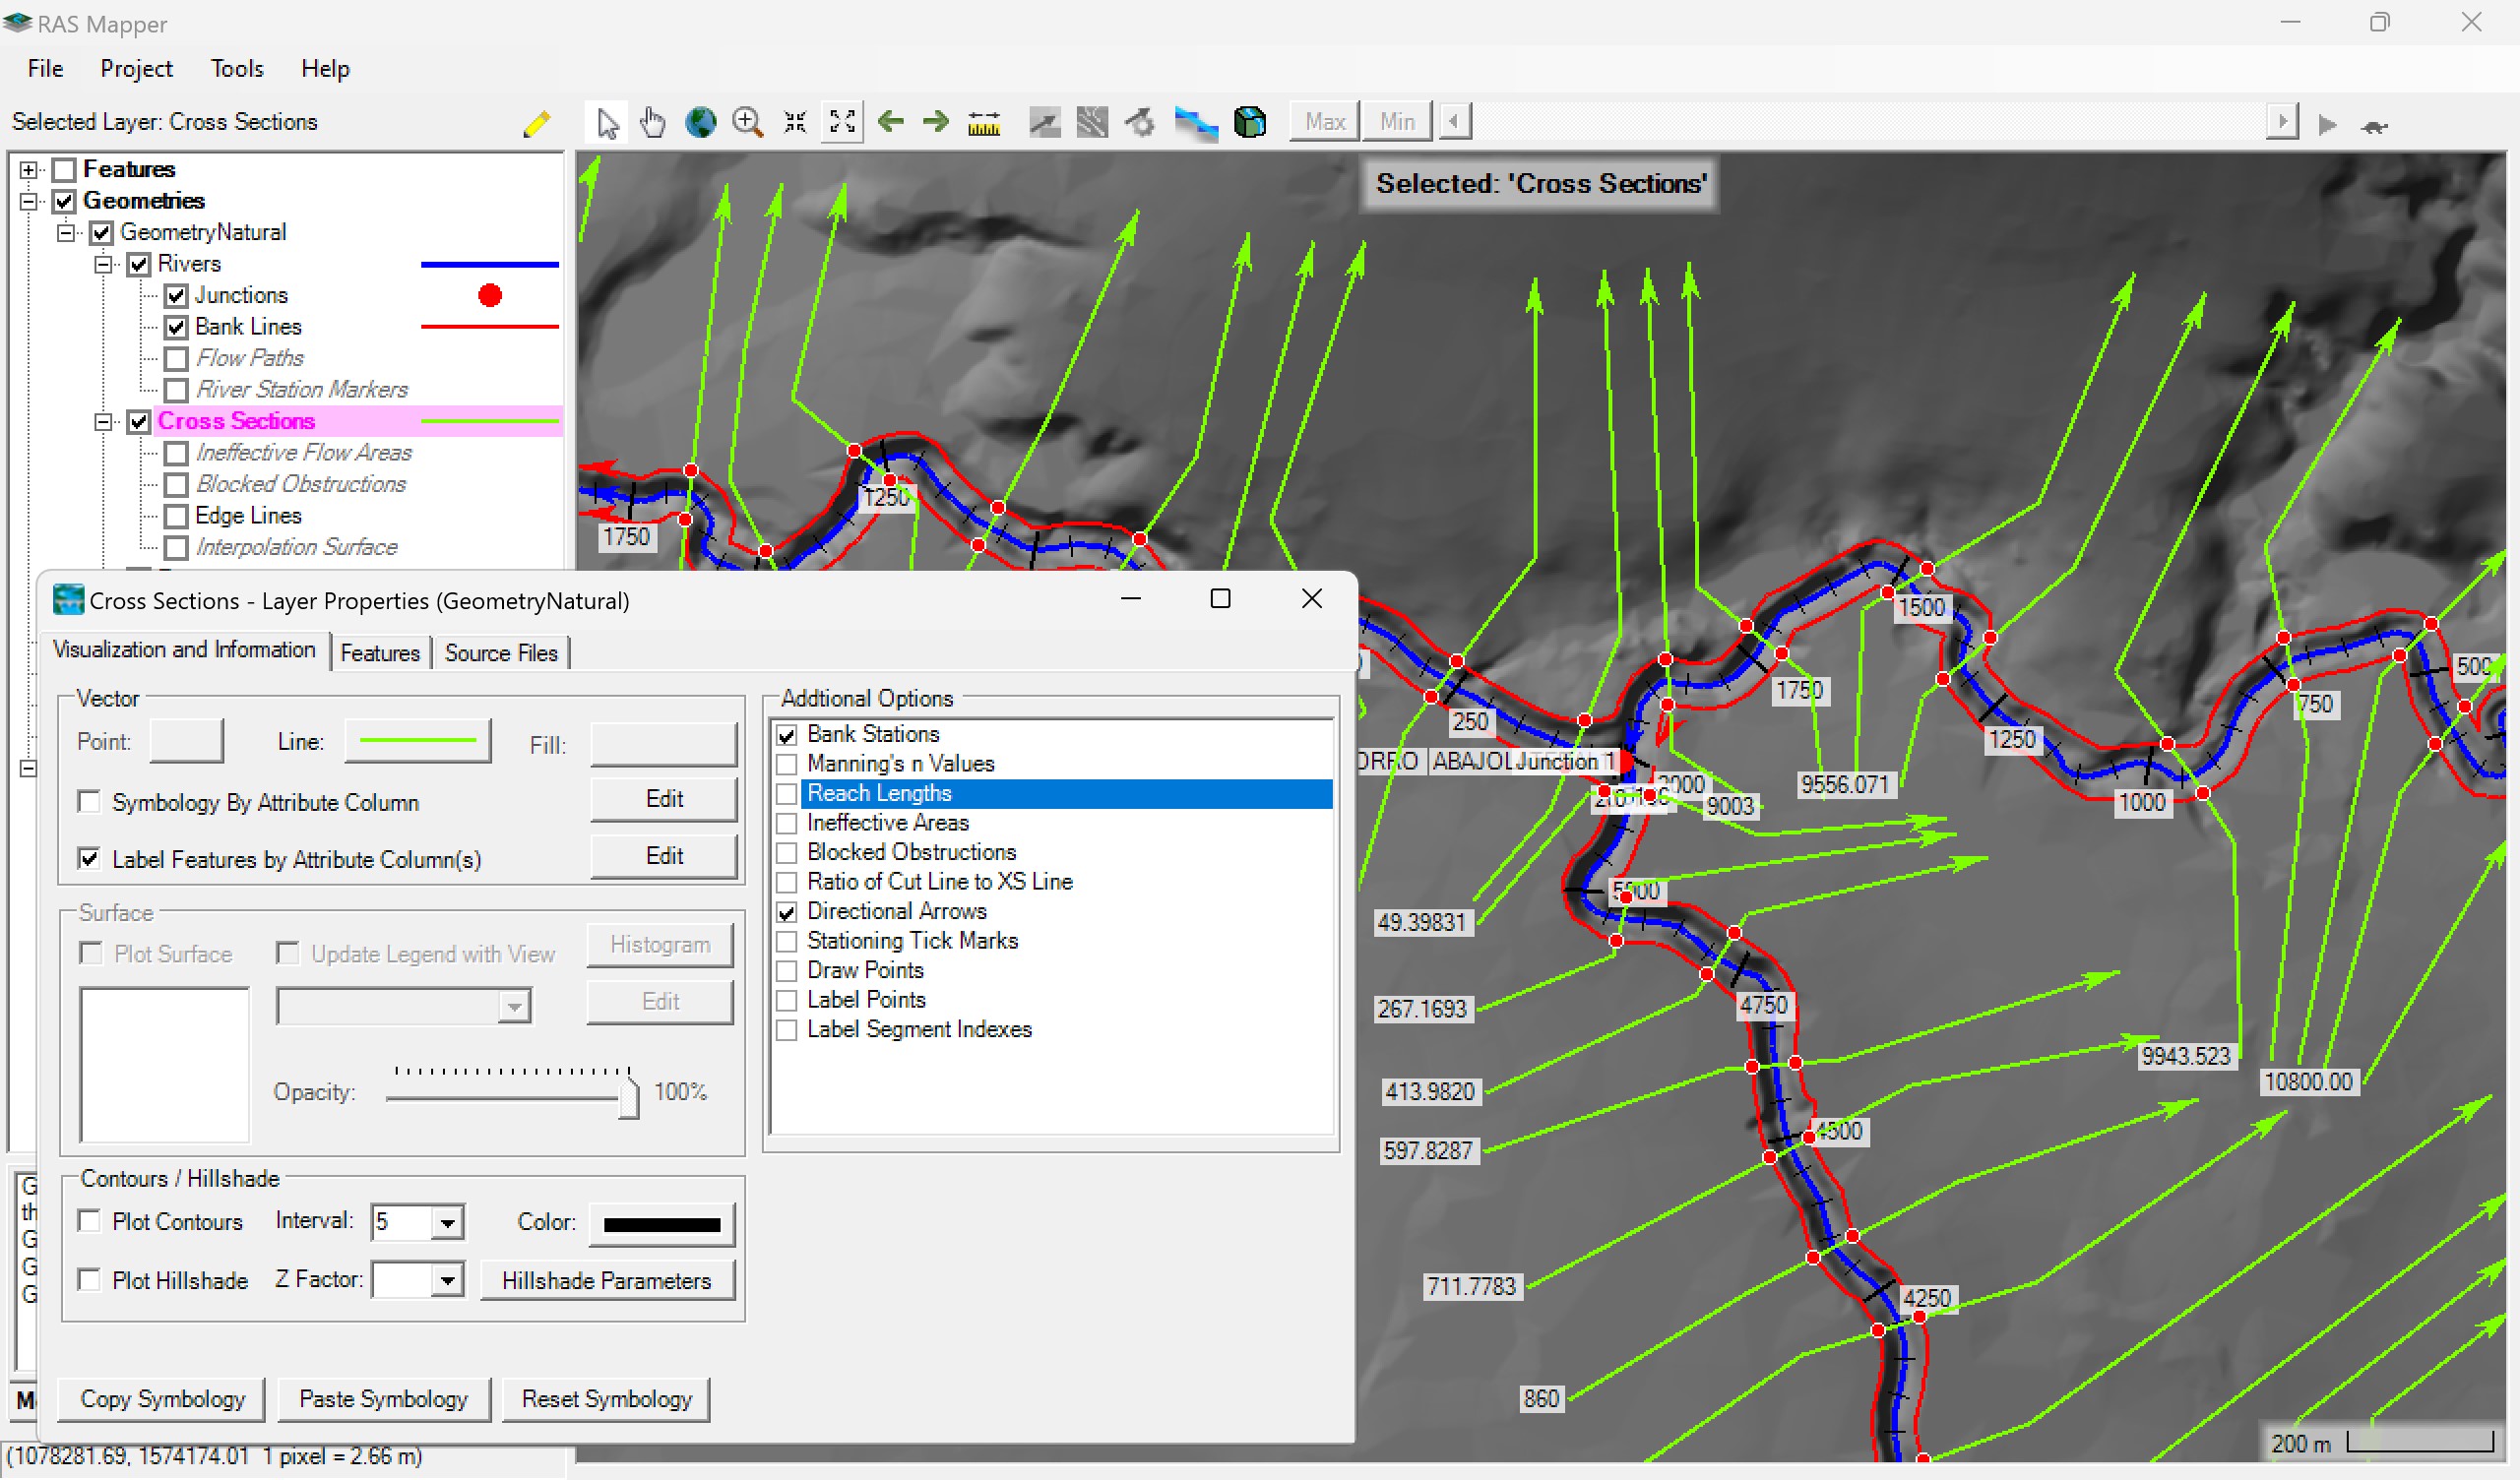 RAS Mapper
File Project Tools Help
Selected Layer: Cross Sections
Max Min
Features
Geometries
GeometryNatural
Rivers
Junctions
Bank Lines
Flow Paths
River Station Markers
Cross Sections
Ineffective Flow Areas
Blocked Obstructions
Edge Lines
Interpolation Surface
Selected: 'Cross Sections'
1250
1750
Cross Sections - Layer Properties (GeometryNatural)
Visualization and Information Features Source Files
Vector
Point: Line: Fill:
Symbology By Attribute Column Edit
Label Features by Attribute Column(s) Edit
Surface
Plot Surface Update Legend with View Histogram
Edit
Opacity: 100%
Contours / Hillshade
Plot Contours Interval: 5 Color:
Plot Hillshade Z Factor: Hillshade Parameters
Copy Symbology Paste Symbology Reset Symbology
Addtional Options
Bank Stations
Manning's n Values
Reach Lengths
Ineffective Areas
Blocked Obstructions
Ratio of Cut Line to XS Line
Directional Arrows
Stationing Tick Marks
Draw Points
Label Points
Label Segment Indexes
1500
500
1750
750
250
1250
Junction 1
9556.071
1000
9003
5000
49.39831
267.1693
4750
9943.523
10800.00
413.9820
4500
597.8287
711.7783
4250
860
200 m
(1078281.69, 1574174.01 1 pixel = 2.66 m)